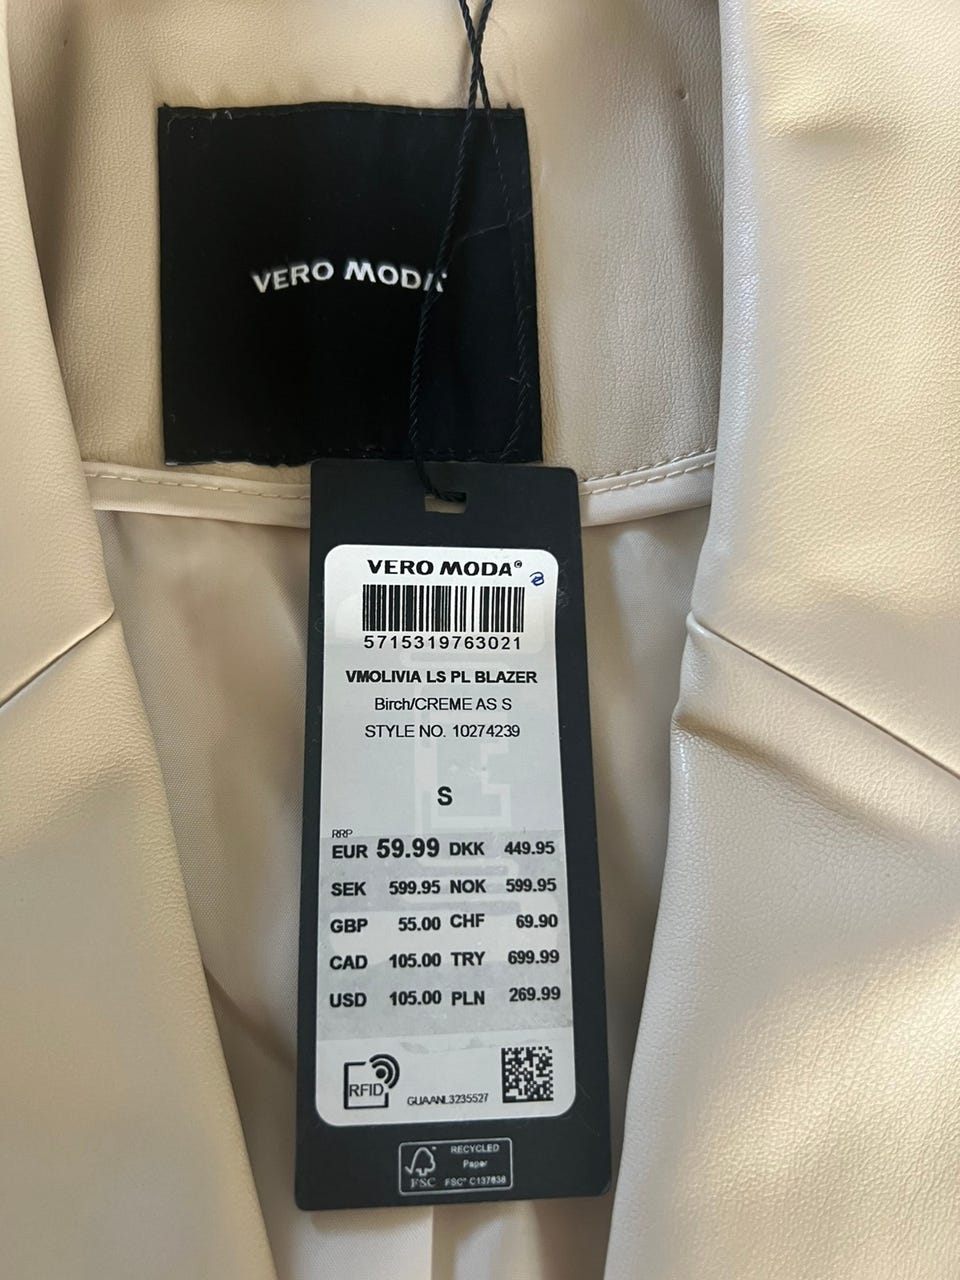 VERO MODA
VERO MODA®
5715319763021
VMOLIVIA LS PL BLAZER
Birch/CREME AS S
STYLE NO. 10274239
S
RRP
EUR 59.99 DKK 449.95
SEK 599.95 NOK 599.95
GBP 55.00 CHF 69.90
CAD 105.00 TRY 699.99
USD 105.00 PLN 269.99
RFID
GUAANL3235527
RECYCLED
Paper
FSC FSC® C137838